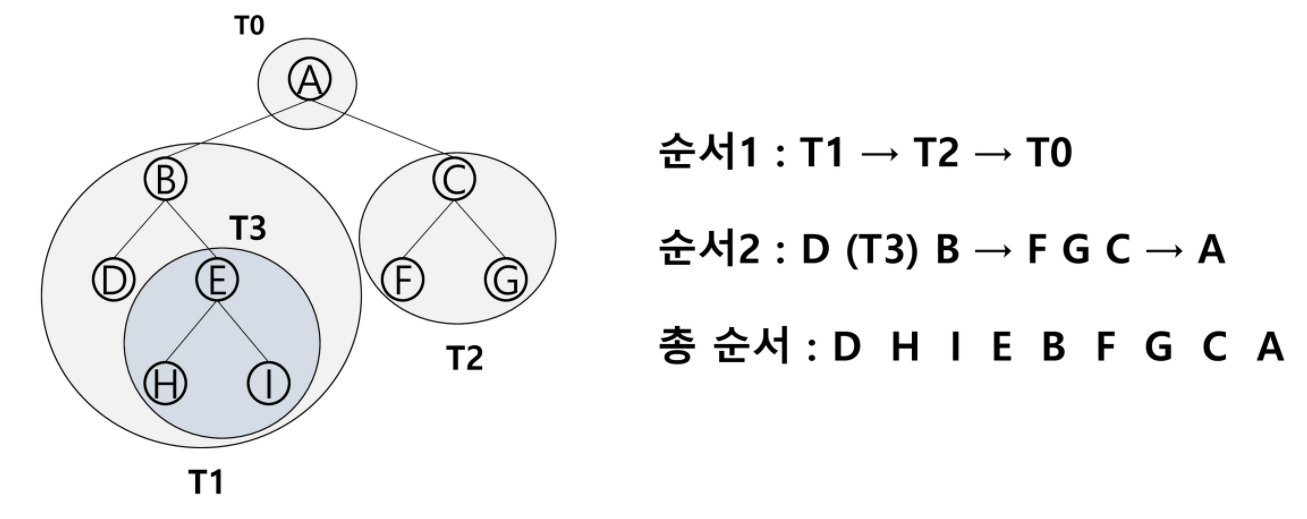 T0
A
B C
T3
D E F G
H I
T2
T1
순서1 : T1 → T2 → T0
순서2 : D (T3) B → F G C → A
총 순서 : D H I E B F G C A